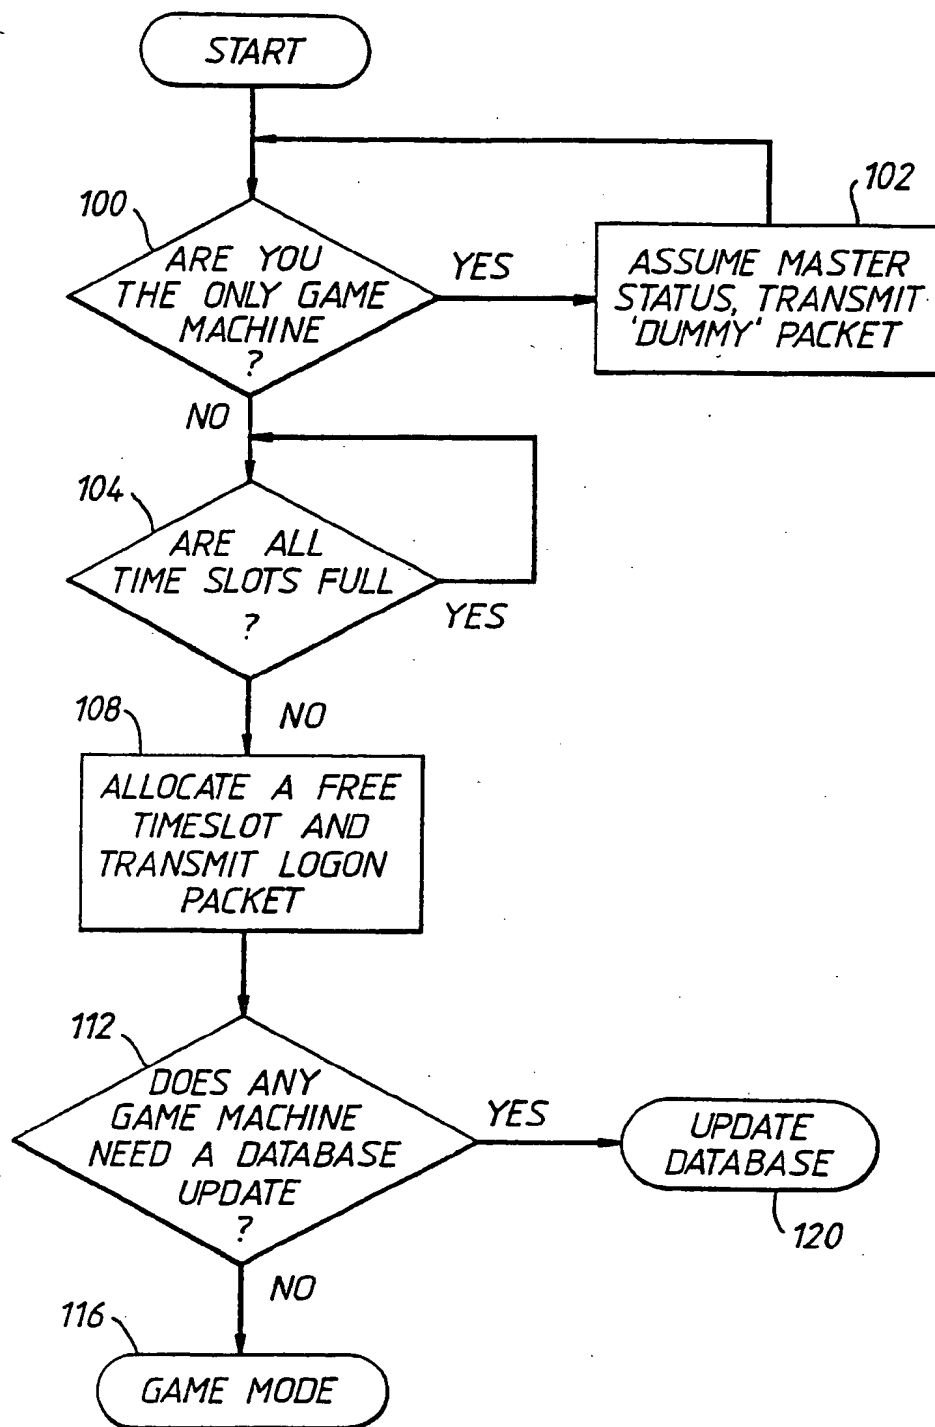 START
100
ARE YOU
THE ONLY GAME
MACHINE
?
YES
102
ASSUME MASTER
STATUS, TRANSMIT
'DUMMY' PACKET
NO
104
ARE ALL
TIME SLOTS FULL
?
YES
NO
108
ALLOCATE A FREE
TIMESLOT AND
TRANSMIT LOGON
PACKET
112
DOES ANY
GAME MACHINE
NEED A DATABASE
UPDATE
?
YES
UPDATE
DATABASE
120
NO
116
GAME MODE